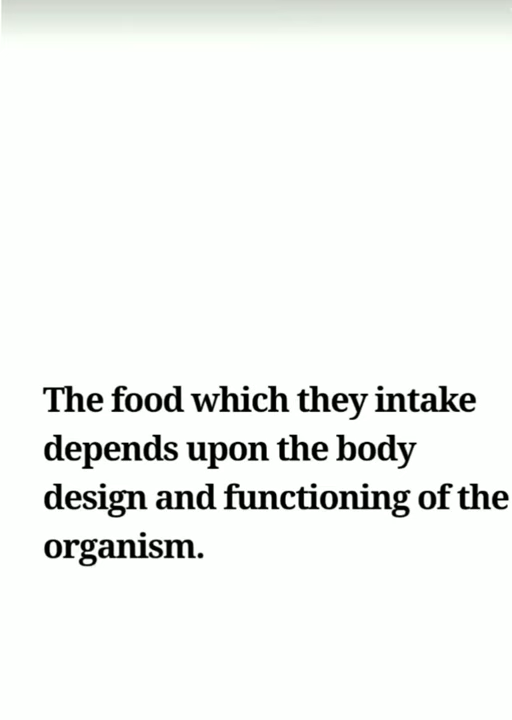 The food which they intake
depends upon the body
design and functioning of the
organism.